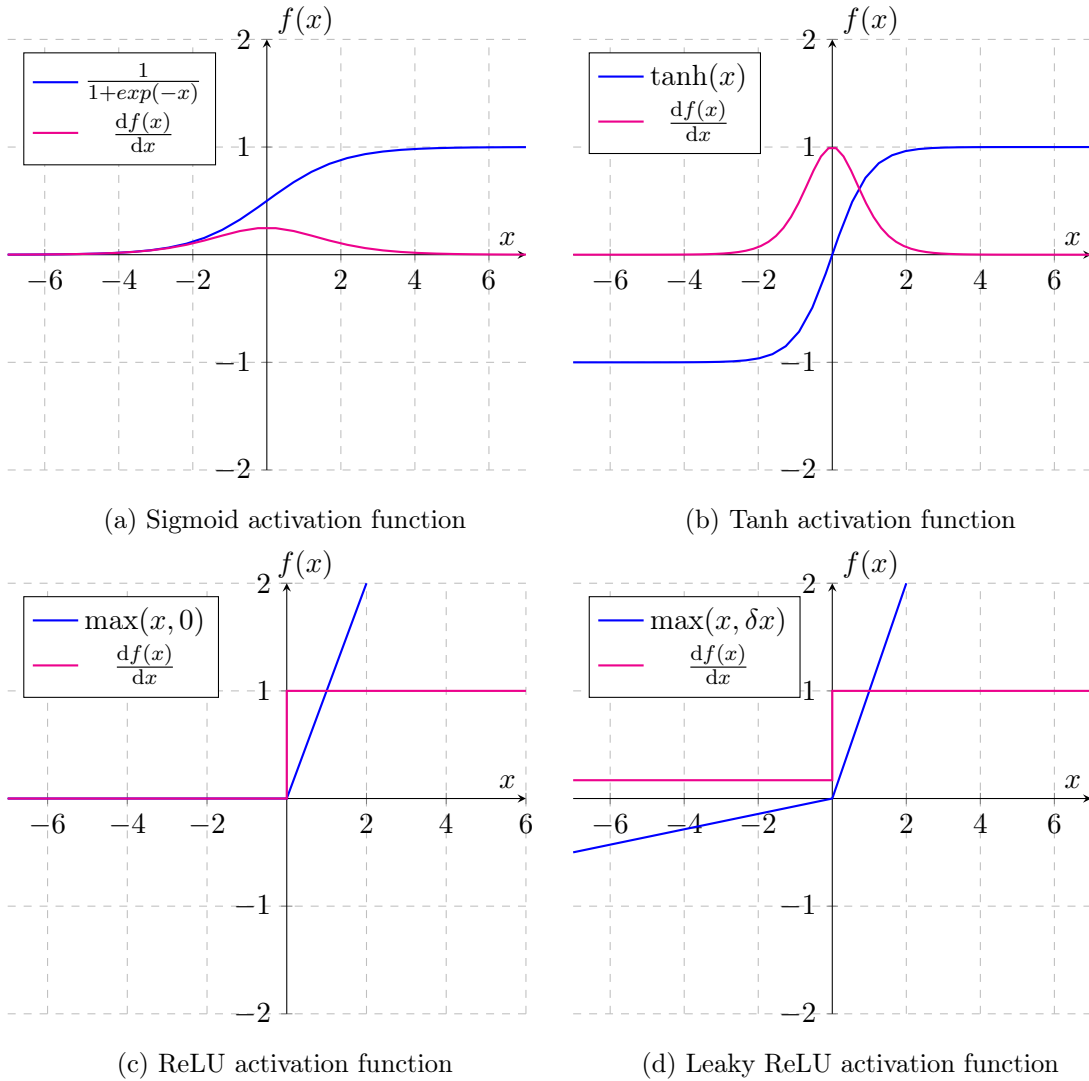 f(x)
2
1/(1+exp(−x))
df(x)/dx
1
x
−6 −4 −2 2 4 6
−1
−2
(a) Sigmoid activation function
f(x)
2
tanh(x)
df(x)/dx
1
x
−6 −4 −2 2 4 6
−1
−2
(b) Tanh activation function
f(x)
2
max(x, 0)
df(x)/dx
1
x
−6 −4 −2 2 4 6
−1
−2
(c) ReLU activation function
f(x)
2
max(x, δx)
df(x)/dx
1
x
−6 −4 −2 2 4 6
−1
−2
(d) Leaky ReLU activation function